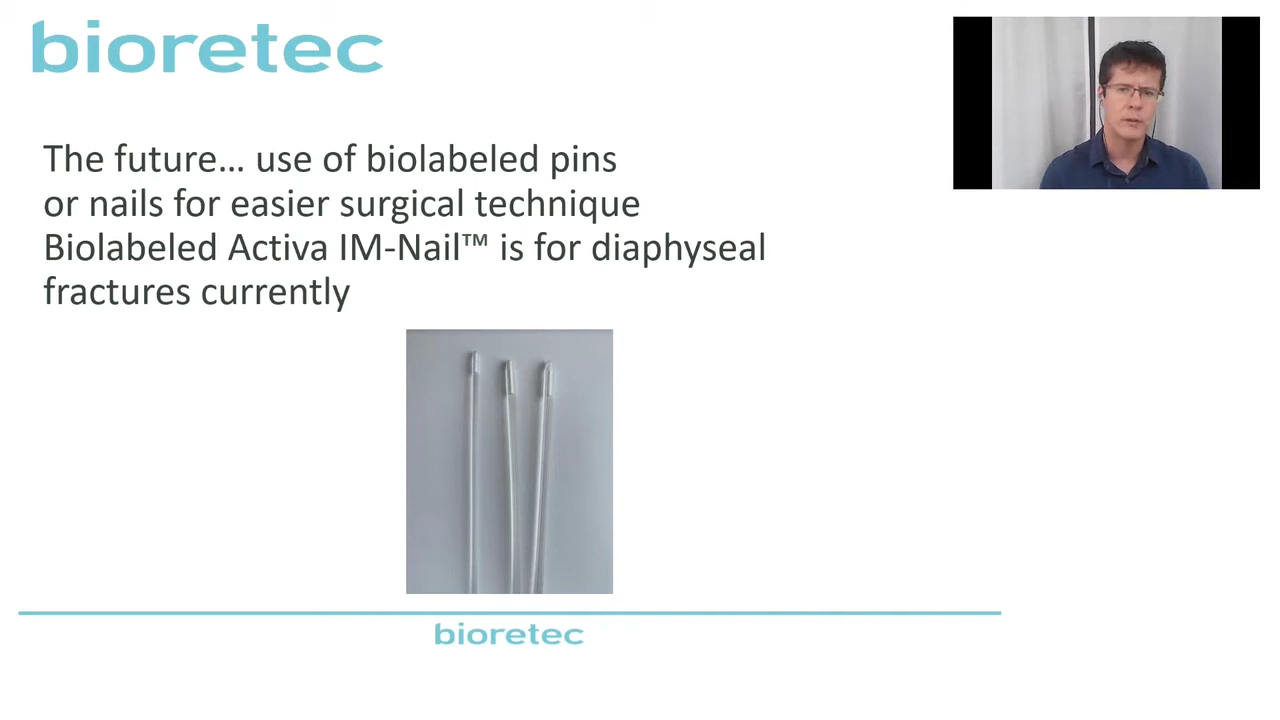 bioretec
The future… use of biolabeled pins
or nails for easier surgical technique
Biolabeled Activa IM-Nail™ is for diaphyseal
fractures currently
bioretec